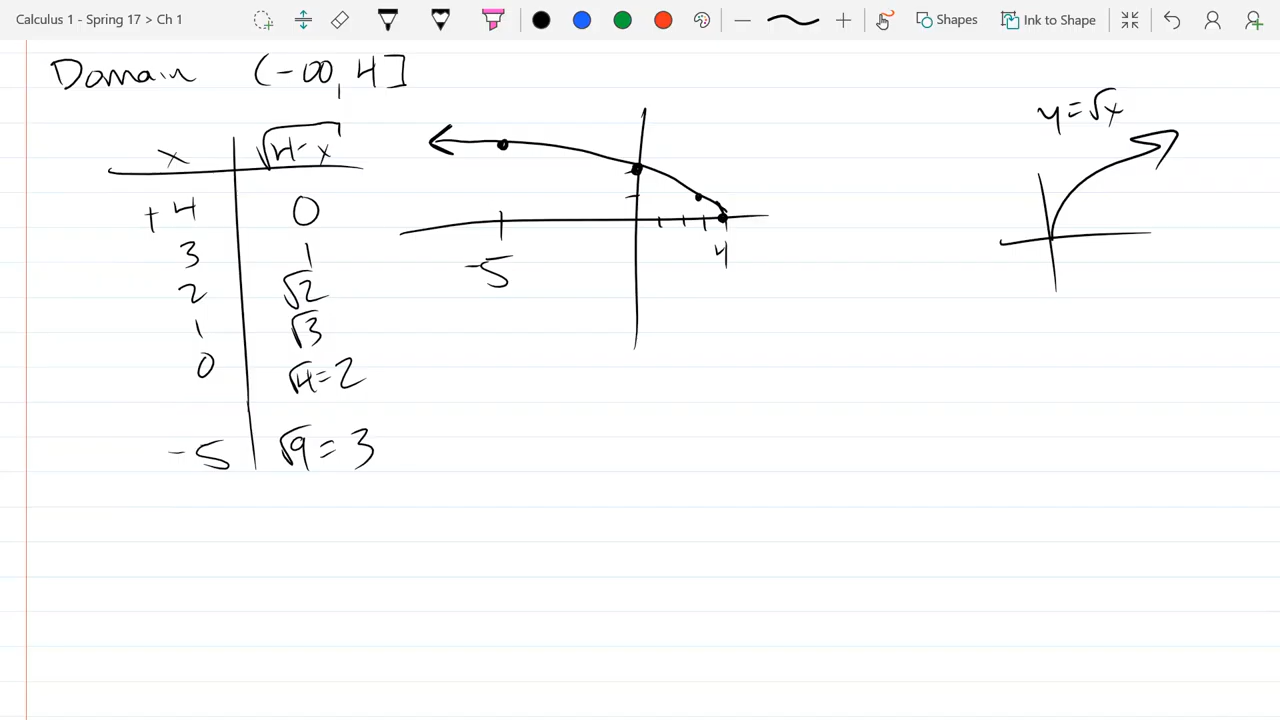 Calculus 1 - Spring 17 > Ch 1
Shapes
Ink to Shape
Domain (-∞, 4]
x √4-x
+4 0
3 1
2 √2
1 √3
0 √4=2
-5 √9=3
-5
4
y=√x